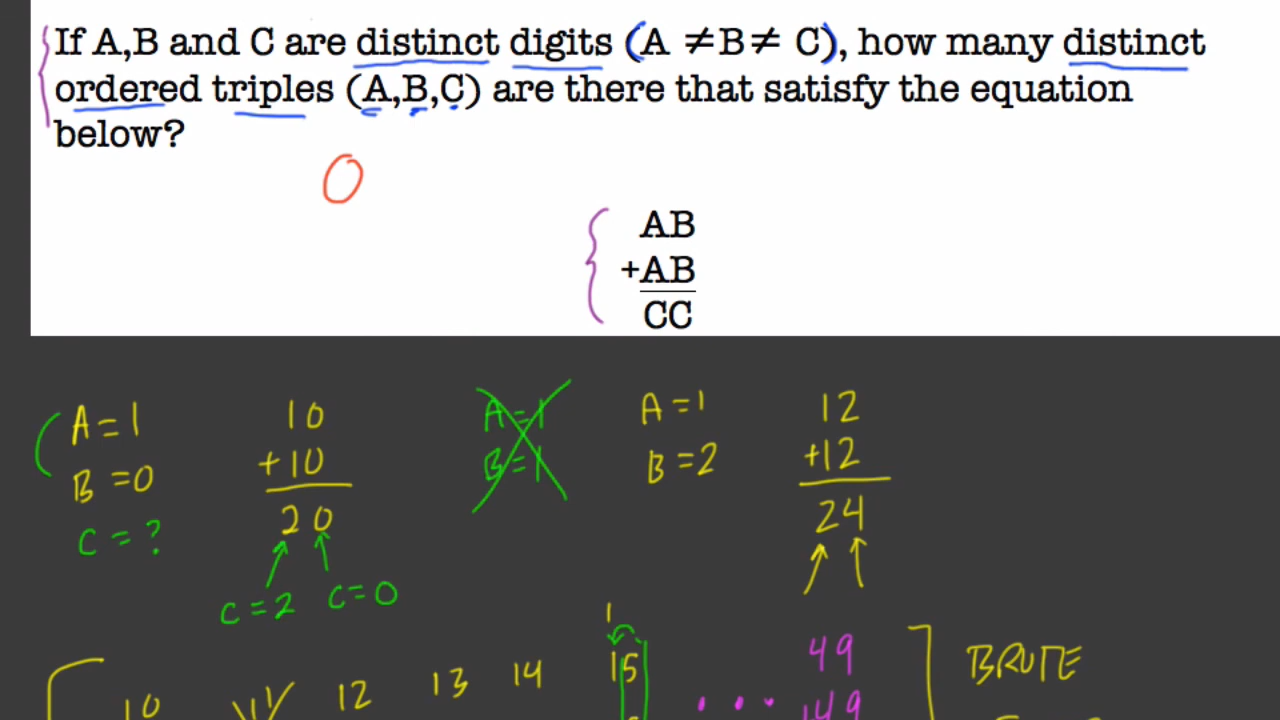 If A,B and C are distinct digits (A ≠B≠ C), how many distinct
ordered triples (A,B,C) are there that satisfy the equation
below?
0
AB
+AB
CC
A=1
B=0
C=?
10
+10
20
C=2 C=0
A=1
B=1
A=1
B=2
12
+12
24
1
10 11 12 13 14 15
49
149
BRUTE